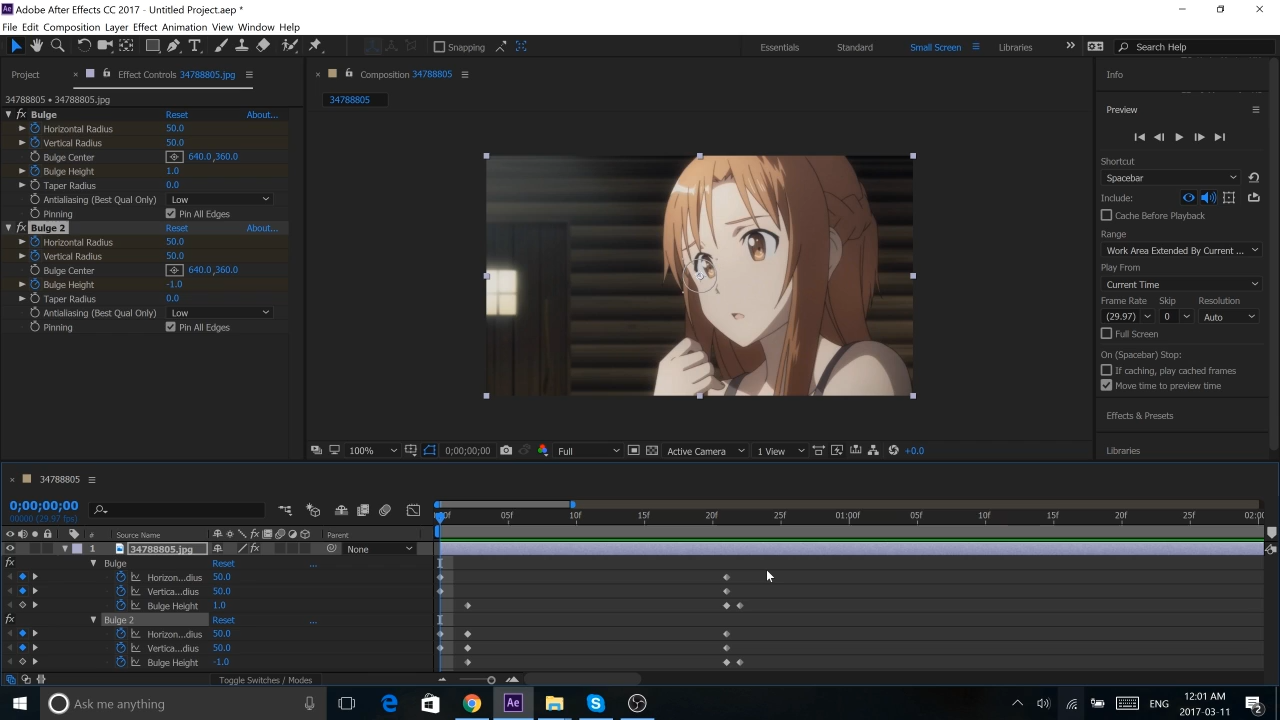 Adobe After Effects CC 2017 - Untitled Project.aep *
File Edit Composition Layer Effect Animation View Window Help
Snapping
Essentials Standard Small Screen Libraries Search Help
Project Effect Controls 34788805.jpg
Composition 34788805
Info
34788805 • 34788805.jpg
34788805
Preview
fx Bulge Reset About...
Horizontal Radius 50.0
Vertical Radius 50.0
Bulge Center 640.0,360.0
Bulge Height 1.0
Taper Radius 0.0
Antialiasing (Best Qual Only) Low
Pinning Pin All Edges
fx Bulge 2 Reset About...
Horizontal Radius 50.0
Vertical Radius 50.0
Bulge Center 640.0,360.0
Bulge Height -1.0
Taper Radius 0.0
Antialiasing (Best Qual Only) Low
Pinning Pin All Edges
Shortcut
Spacebar
Include:
Cache Before Playback
Range
Work Area Extended By Current ...
Play From
Current Time
Frame Rate Skip Resolution
(29.97) 0 Auto
Full Screen
On (Spacebar) Stop:
If caching, play cached frames
Move time to preview time
Effects & Presets
Libraries
100% 0;00;00;00 Full Active Camera 1 View +0.0
34788805
0;00;00;00
00000 (29.97 fps)
05f 10f 15f 20f 25f 01:00f 05f 10f 15f 20f 25f 02:0
# Source Name Parent
1 34788805.jpg None
fx Bulge Reset ...
Horizon...dius 50.0
Vertica...dius 50.0
Bulge Height 1.0
fx Bulge 2 Reset ...
Horizon...dius 50.0
Vertica...dius 50.0
Bulge Height -1.0
Toggle Switches / Modes
Ask me anything
Ae
12:01 AM
2017-03-11
2